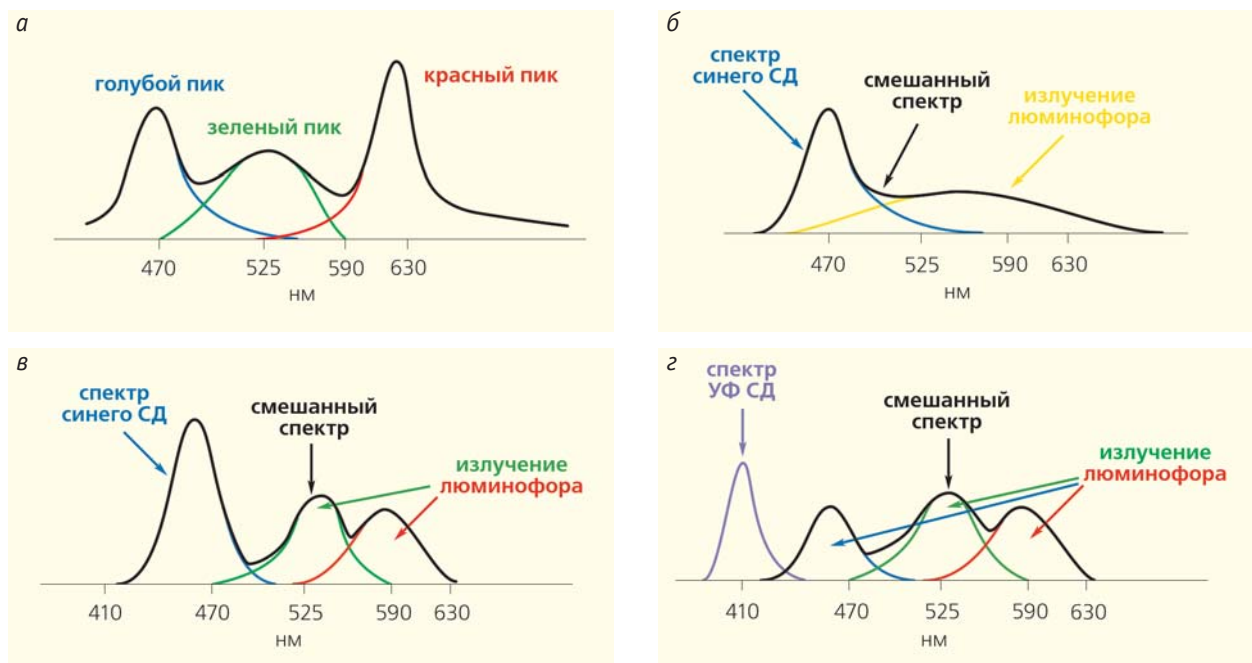 а
голубой пик
зеленый пик
красный пик
470 525 590 630
нм
б
спектр
синего СД
смешанный
спектр
излучение
люминофора
470 525 590 630
нм
в
спектр
синего СД
смешанный
спектр
излучение
люминофора
410 470 525 590 630
нм
г
спектр
УФ СД
смешанный
спектр
излучение
люминофора
410 470 525 590 630
нм